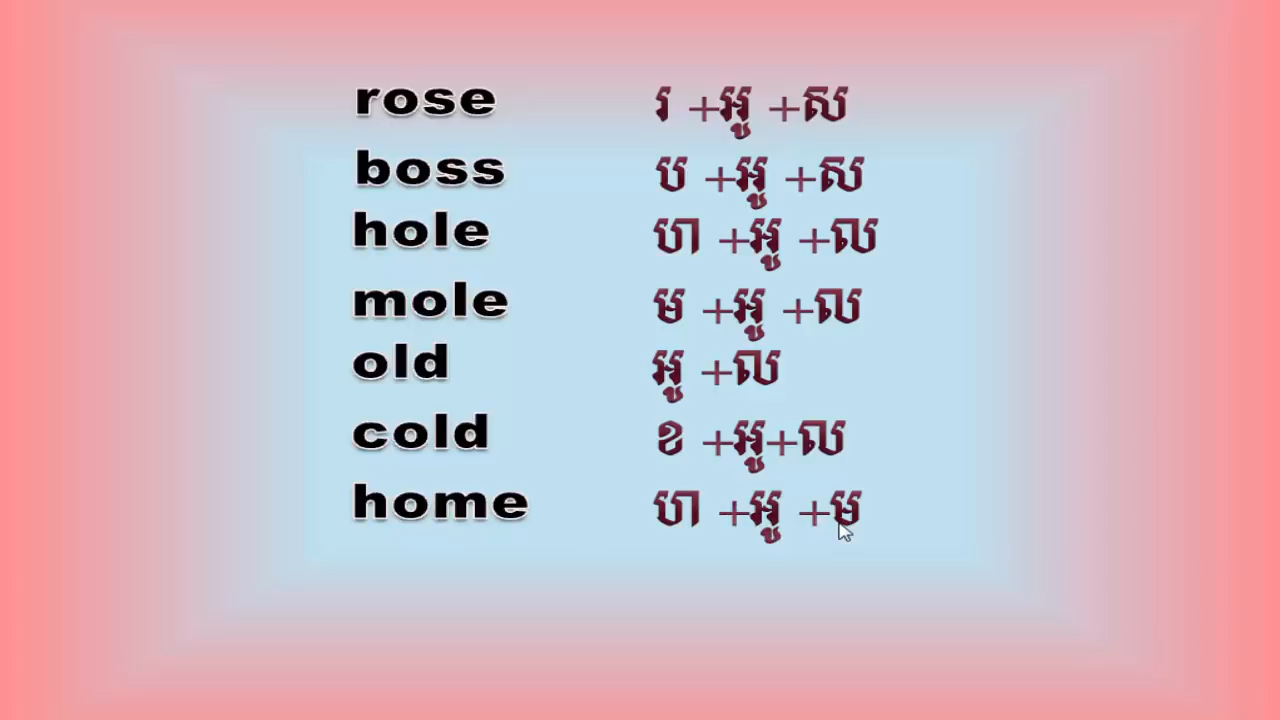 rose រ +អូ +ស
boss ប +អូ +ស
hole ហ +អូ +ល
mole ម +អូ +ល
old អូ +ល
cold ខ +អូ+ល
home ហ +អូ +ម